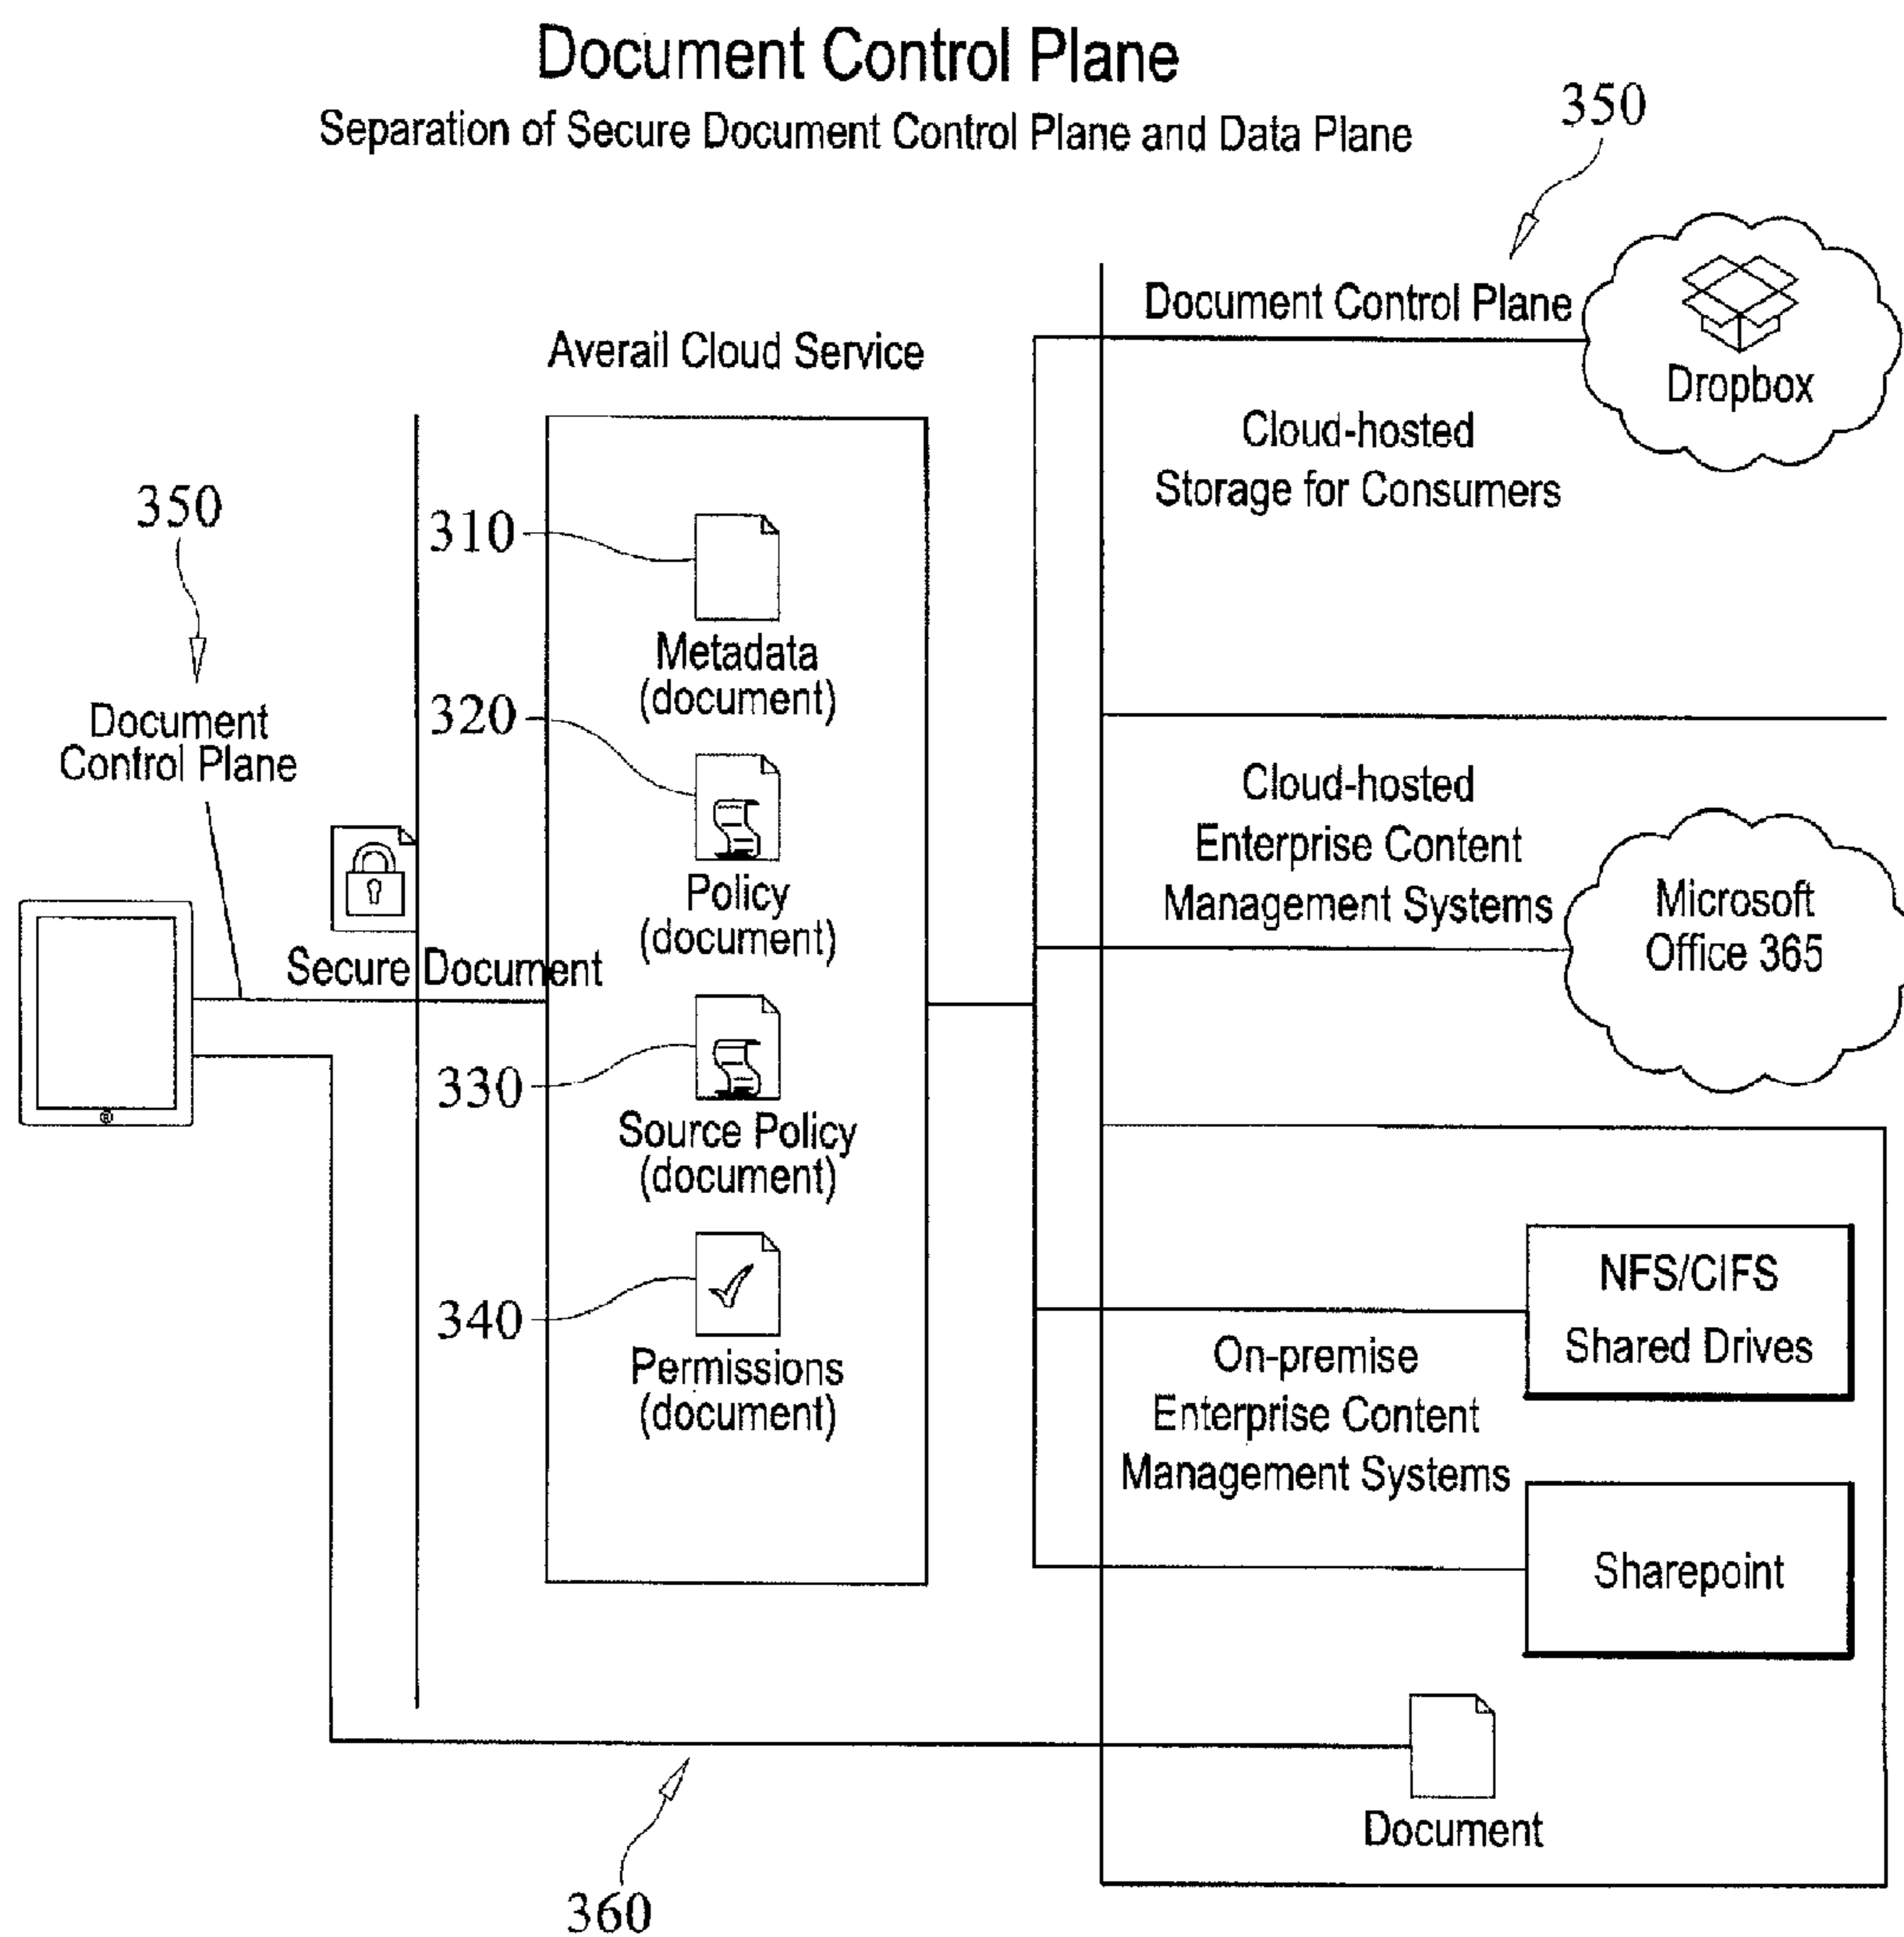 Document Control Plane
Separation of Secure Document Control Plane and Data Plane
350
Document Control Plane
Dropbox
Cloud-hosted
Storage for Consumers
Averail Cloud Service
350
Document
Control Plane
Secure Document
310
Metadata
(document)
320
Policy
(document)
330
Source Policy
(document)
340
Permissions
(document)
Cloud-hosted
Enterprise Content
Management Systems
Microsoft
Office 365
NFS/CIFS
Shared Drives
On-premise
Enterprise Content
Management Systems
Sharepoint
Document
360